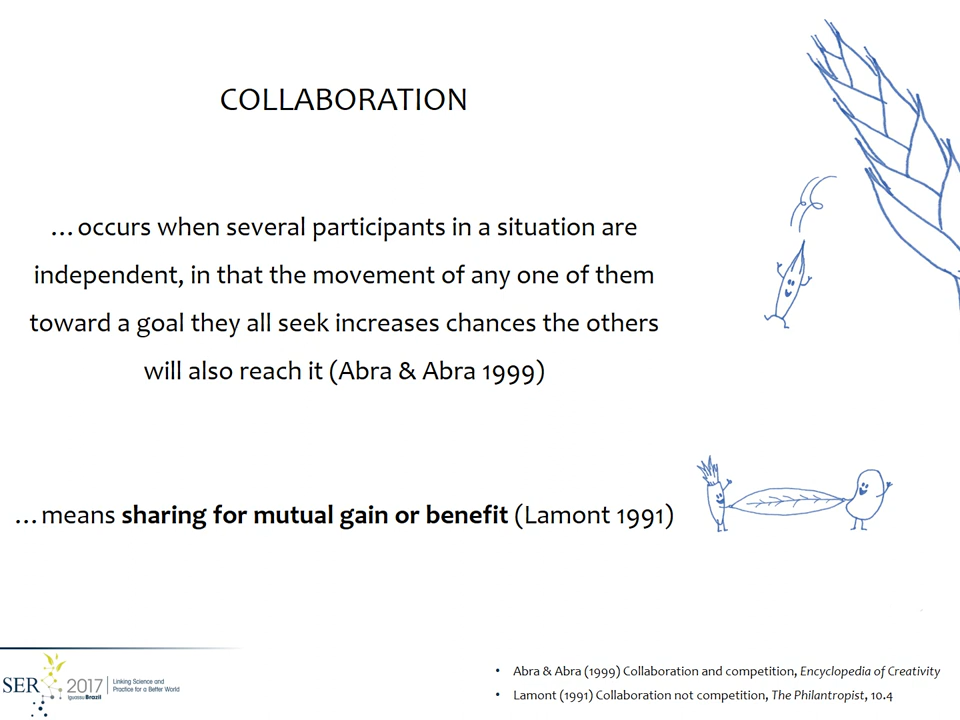 COLLABORATION
…occurs when several participants in a situation are
independent, in that the movement of any one of them
toward a goal they all seek increases chances the others
will also reach it (Abra & Abra 1999)
…means sharing for mutual gain or benefit (Lamont 1991)
SER 2017 Linking Science and
Practice for a Better World
Iguassu Brazil
• Abra & Abra (1999) Collaboration and competition, Encyclopedia of Creativity
• Lamont (1991) Collaboration not competition, The Philantropist, 10.4